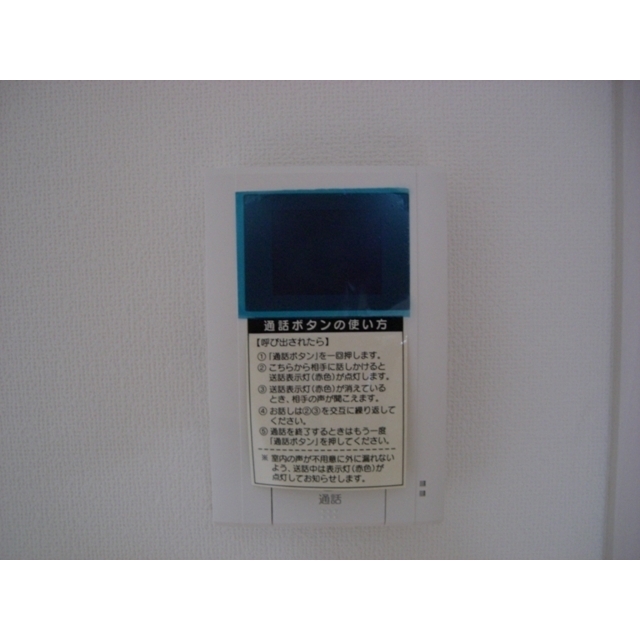 通話ボタンの使い方
【呼び出されたら】
①「通話ボタン」を一回押します。
②こちらから相手に話しかけると
送話表示灯(赤色)が点灯します。
③送話表示灯(赤色)が消えている
とき、相手の声が聞こえます。
④お話しは②③を交互に繰り返して
ください。
⑤通話を終了するときはもう一度
「通話ボタン」を押してください。
※室内の声が不用意に外に漏れない
よう、送話中は表示灯(赤色)が
点灯してお知らせします。
通話